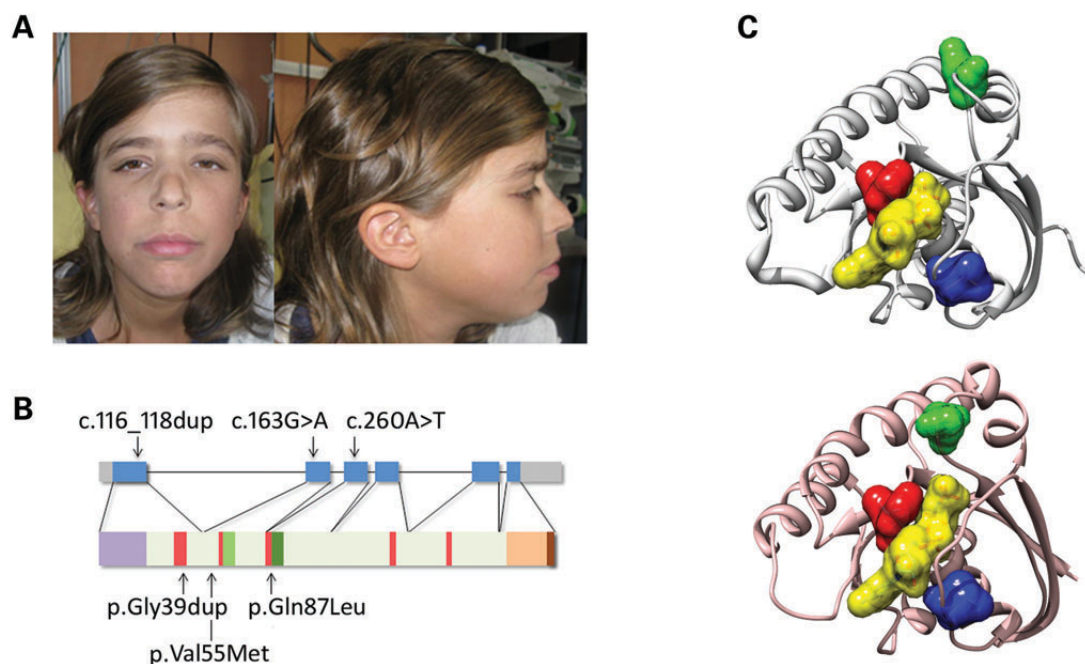 A
C
B
c.116_118dup
c.163G>A
c.260A>T
p.Gly39dup
p.Gln87Leu
p.Val55Met